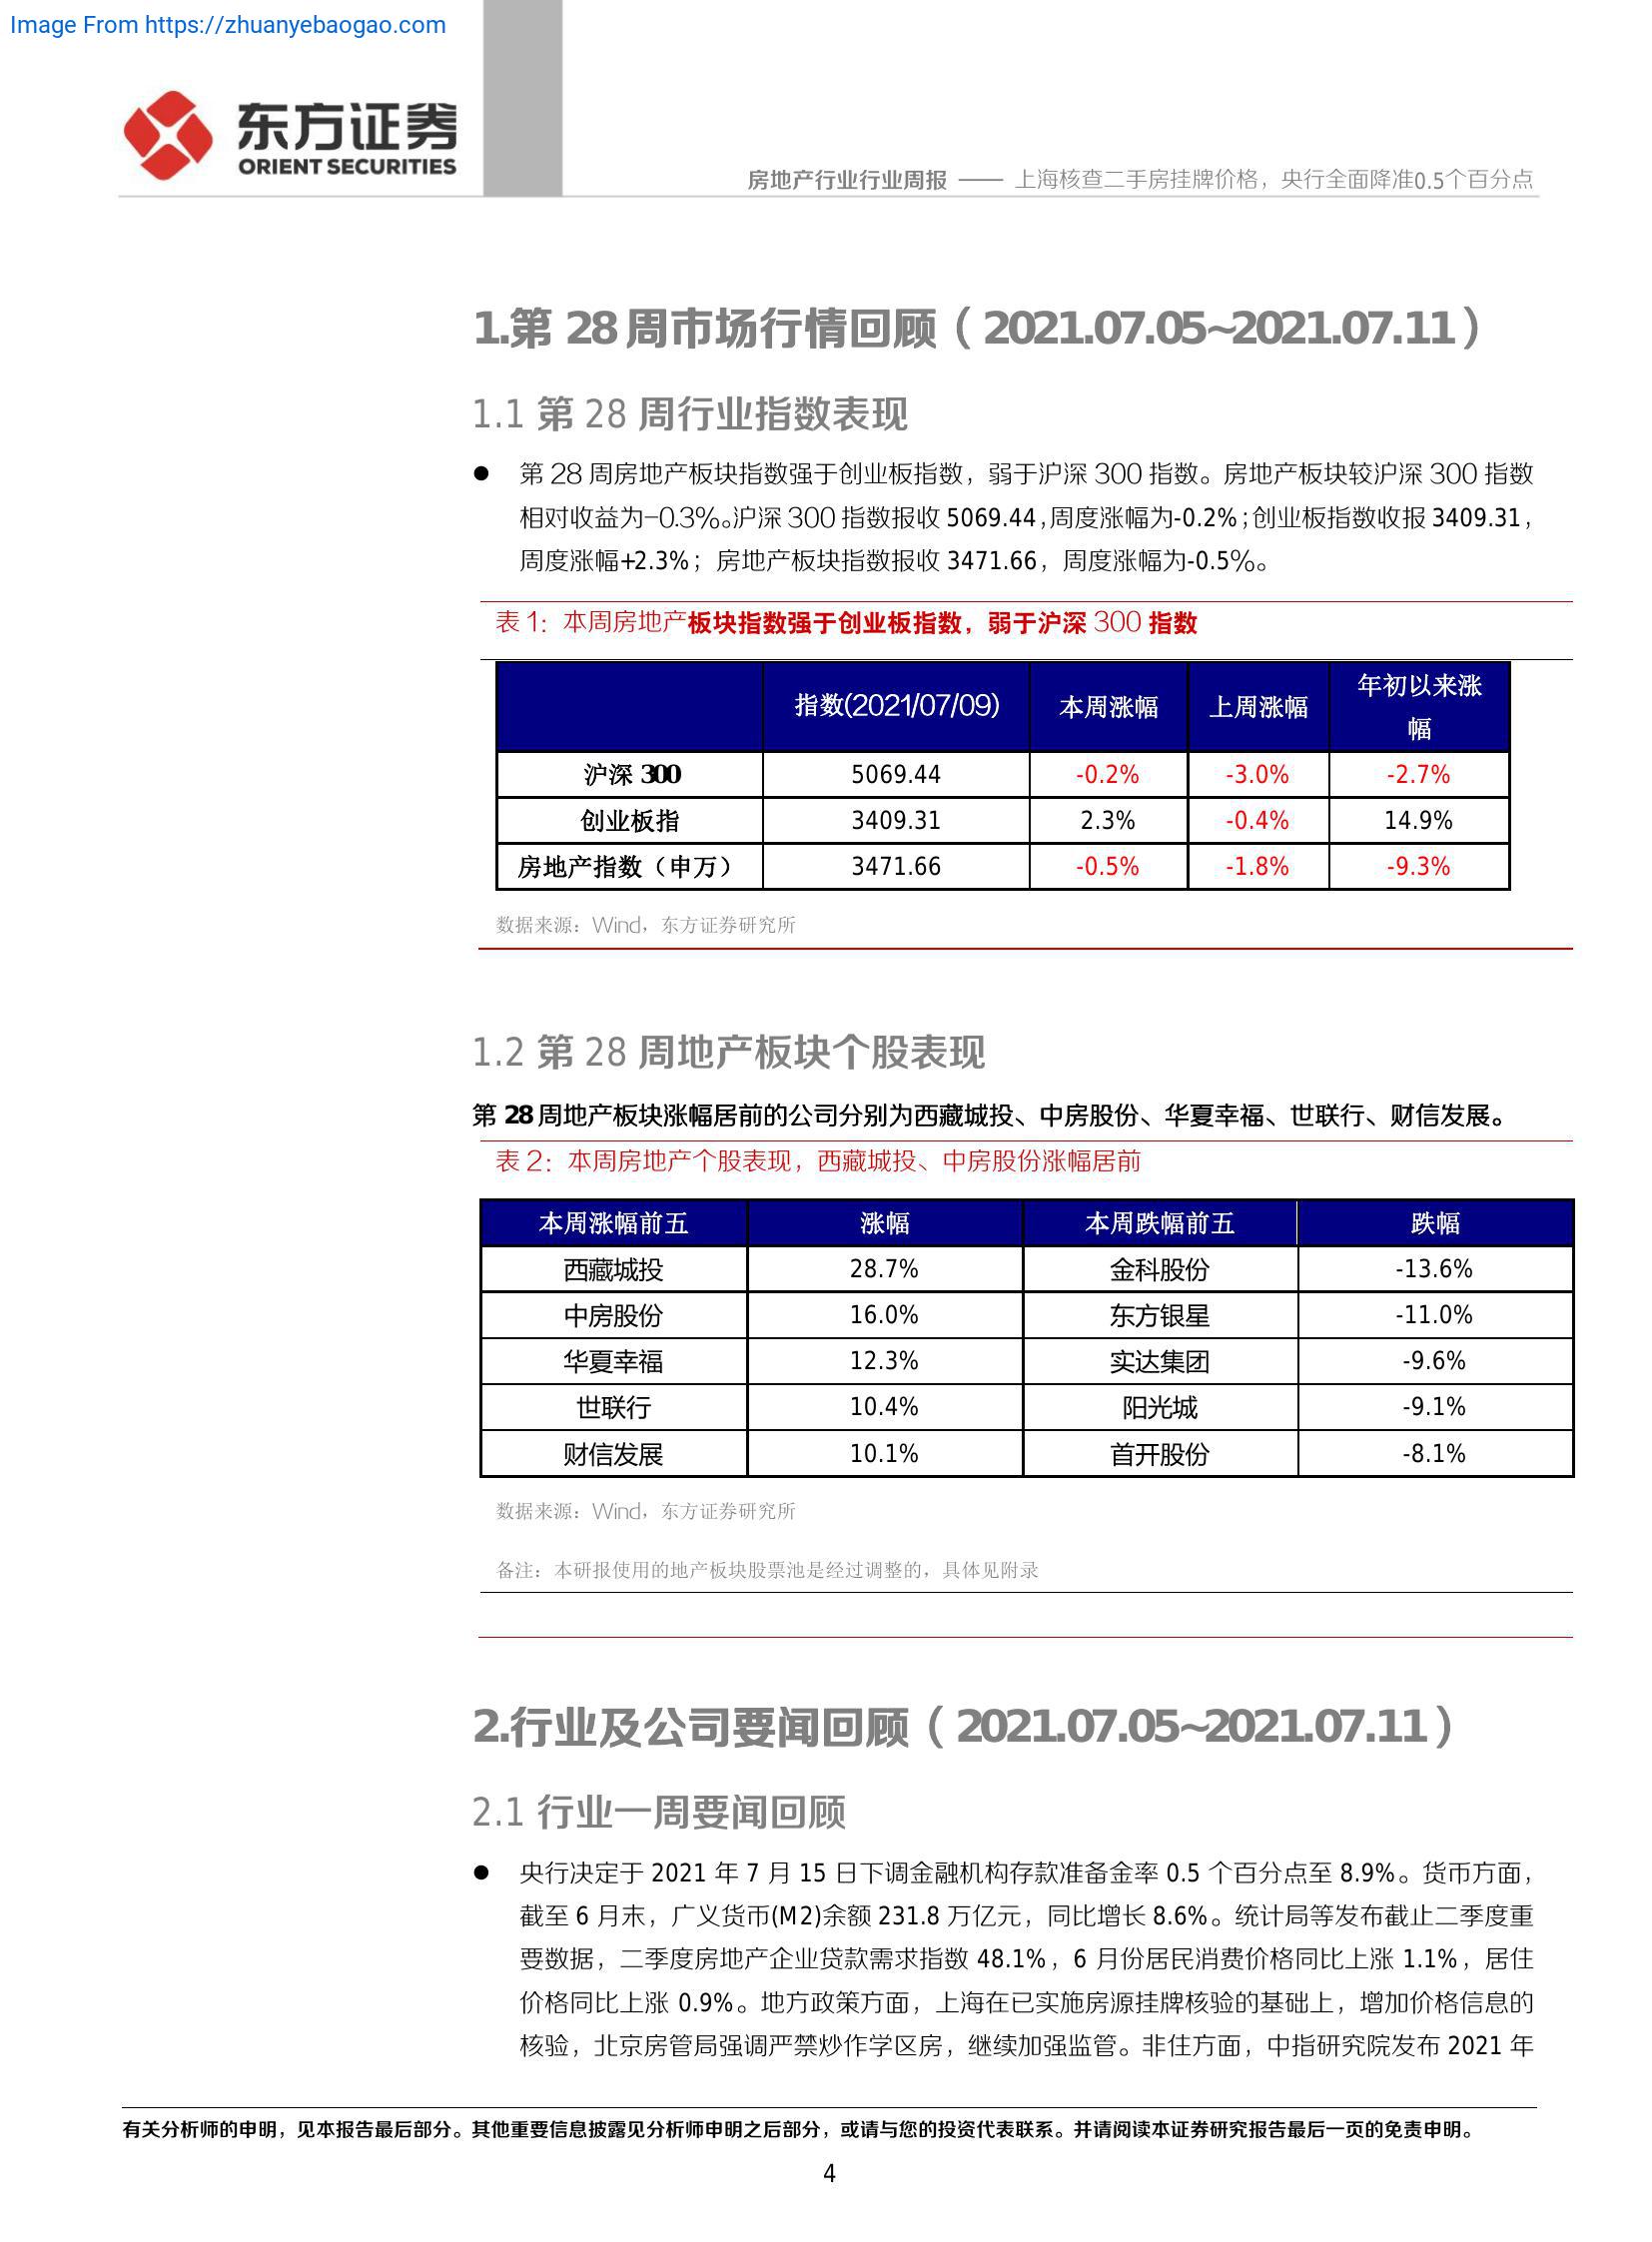 Image From https://zhuanyebaogao.com
东方证券
ORIENT SECURITIES
房地产行业行业周报 —— 上海核查二手房挂牌价格，央行全面降准0.5个百分点
1.第 28 周市场行情回顾（2021.07.05~2021.07.11）
1.1 第 28 周行业指数表现
● 第 28 周房地产板块指数强于创业板指数，弱于沪深 300 指数。房地产板块较沪深 300 指数
相对收益为-0.3%。沪深 300 指数报收 5069.44，周度涨幅为-0.2%；创业板指数收报 3409.31，
周度涨幅+2.3%；房地产板块指数报收 3471.66，周度涨幅为-0.5%。
表 1：本周房地产板块指数强于创业板指数，弱于沪深 300 指数
指数(2021/07/09) 本周涨幅 上周涨幅 年初以来涨
幅
沪深 300 5069.44 -0.2% -3.0% -2.7%
创业板指 3409.31 2.3% -0.4% 14.9%
房地产指数（申万） 3471.66 -0.5% -1.8% -9.3%
数据来源：Wind，东方证券研究所
1.2 第 28 周地产板块个股表现
第 28 周地产板块涨幅居前的公司分别为西藏城投、中房股份、华夏幸福、世联行、财信发展。
表 2：本周房地产个股表现，西藏城投、中房股份涨幅居前
本周涨幅前五 涨幅 本周跌幅前五 跌幅
西藏城投 28.7% 金科股份 -13.6%
中房股份 16.0% 东方银星 -11.0%
华夏幸福 12.3% 实达集团 -9.6%
世联行 10.4% 阳光城 -9.1%
财信发展 10.1% 首开股份 -8.1%
数据来源：Wind，东方证券研究所
备注：本研报使用的地产板块股票池是经过调整的，具体见附录
2.行业及公司要闻回顾（2021.07.05~2021.07.11）
2.1 行业一周要闻回顾
● 央行决定于 2021 年 7 月 15 日下调金融机构存款准备金率 0.5 个百分点至 8.9%。货币方面，
截至 6 月末，广义货币(M2)余额 231.8 万亿元，同比增长 8.6%。统计局等发布截止二季度重
要数据，二季度房地产企业贷款需求指数 48.1%，6 月份居民消费价格同比上涨 1.1%，居住
价格同比上涨 0.9%。地方政策方面，上海在已实施房源挂牌核验的基础上，增加价格信息的
核验，北京房管局强调严禁炒作学区房，继续加强监管。非住方面，中指研究院发布 2021 年
有关分析师的申明，见本报告最后部分。其他重要信息披露见分析师申明之后部分，或请与您的投资代表联系。并请阅读本证券研究报告最后一页的免责申明。
4